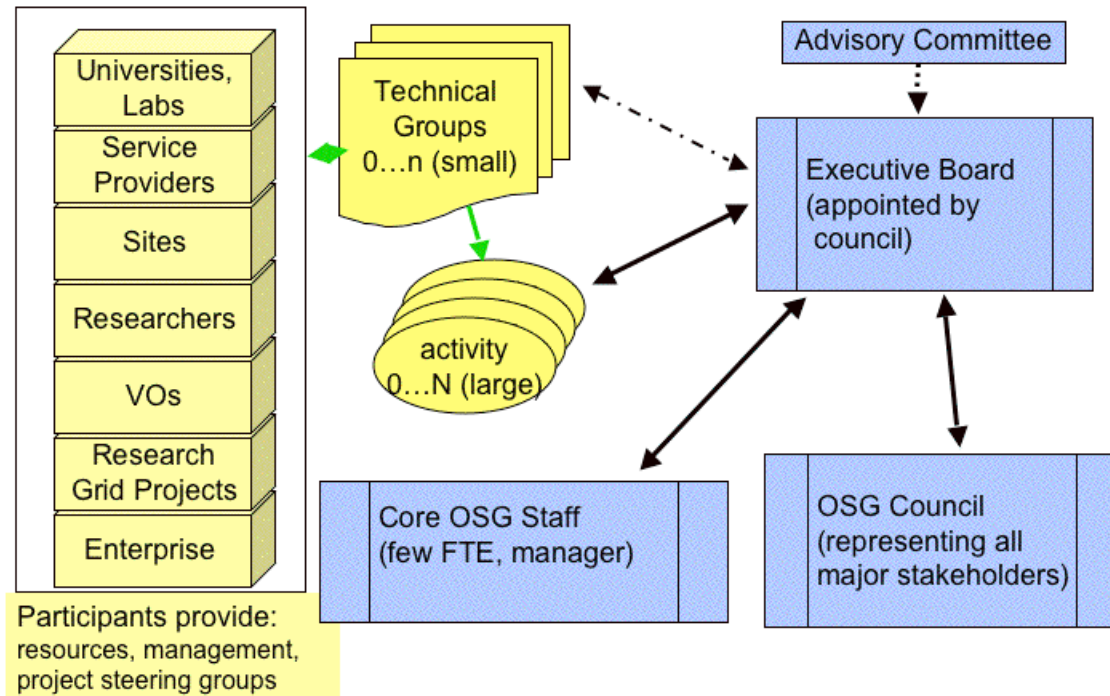 Universities,
Labs
Service
Providers
Sites
Researchers
VOs
Research
Grid Projects
Enterprise
Participants provide:
resources, management,
project steering groups
Technical
Groups
0...n (small)
activity
0...N (large)
Advisory Committee
Executive Board
(appointed by
council)
Core OSG Staff
(few FTE, manager)
OSG Council
(representing all
major stakeholders)